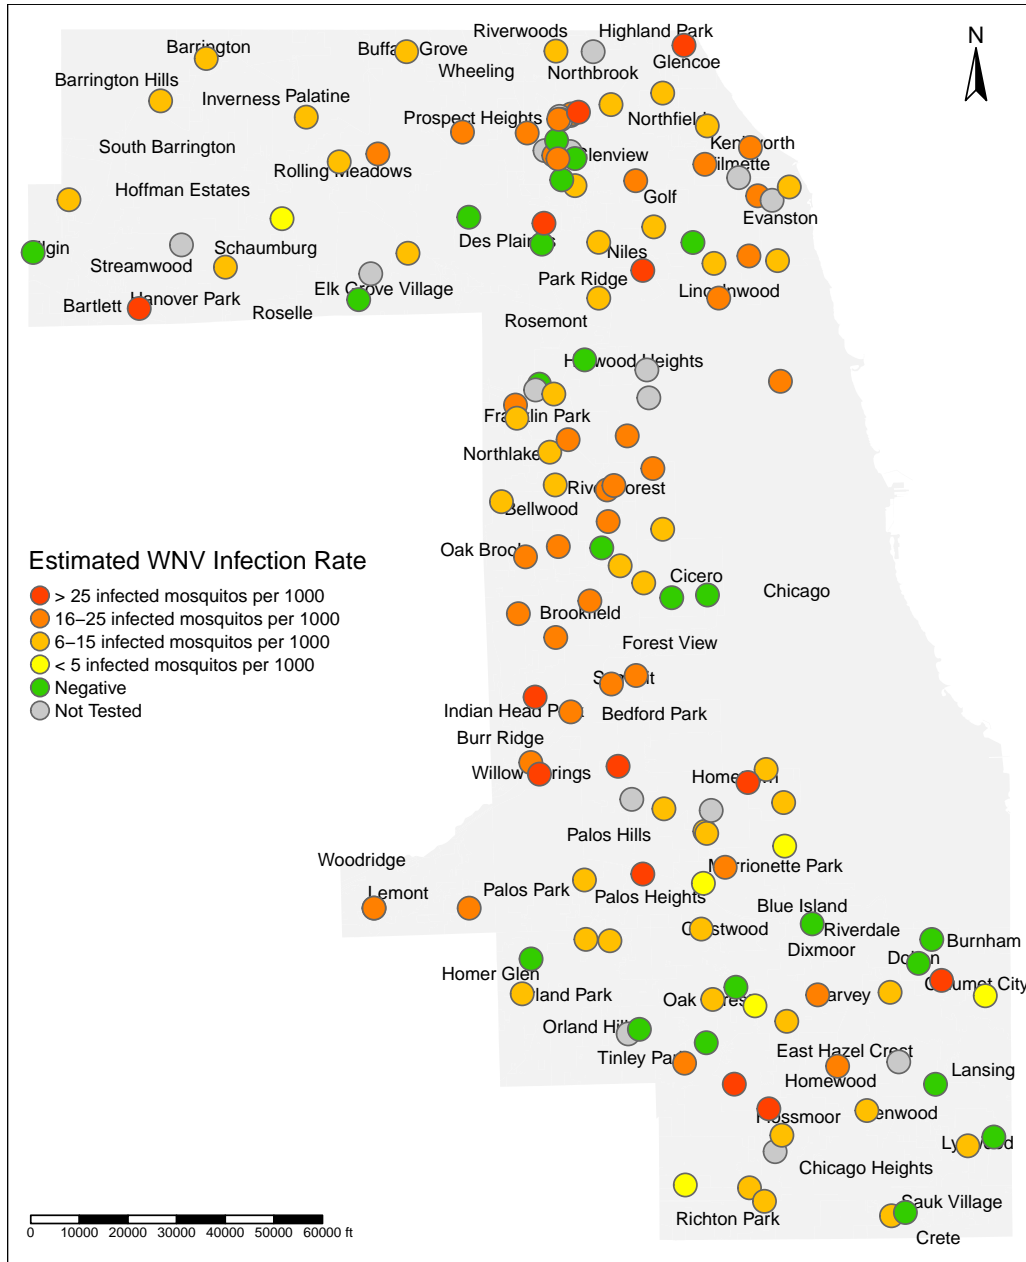 Riverwoods
Highland Park
N
Barrington
Buffalo Grove
Glencoe
Wheeling
Northbrook
Barrington Hills
Inverness
Palatine
Prospect Heights
Northfield
South Barrington
Kenilworth
Glenview
Wilmette
Rolling Meadows
Hoffman Estates
Golf
Evanston
Elgin
Schaumburg
Des Plaines
Niles
Streamwood
Park Ridge
Elk Grove Village
Lincolnwood
Bartlett
Hanover Park
Roselle
Rosemont
Harwood Heights
Franklin Park
Northlake
River Forest
Bellwood
Oak Brook
Estimated WNV Infection Rate
> 25 infected mosquitos per 1000
16−25 infected mosquitos per 1000
6−15 infected mosquitos per 1000
< 5 infected mosquitos per 1000
Negative
Not Tested
Cicero
Chicago
Brookfield
Forest View
Summit
Indian Head Park
Bedford Park
Burr Ridge
Willow Springs
Hometown
Palos Hills
Woodridge
Merrionette Park
Lemont
Palos Park
Palos Heights
Blue Island
Crestwood
Riverdale
Dixmoor
Burnham
Dolton
Homer Glen
Calumet City
Orland Park
Oak Forest
Harvey
Orland Hills
Tinley Park
East Hazel Crest
Homewood
Lansing
Flossmoor
Glenwood
Lynwood
Chicago Heights
Richton Park
Sauk Village
Crete
0 10000 20000 30000 40000 50000 60000 ft